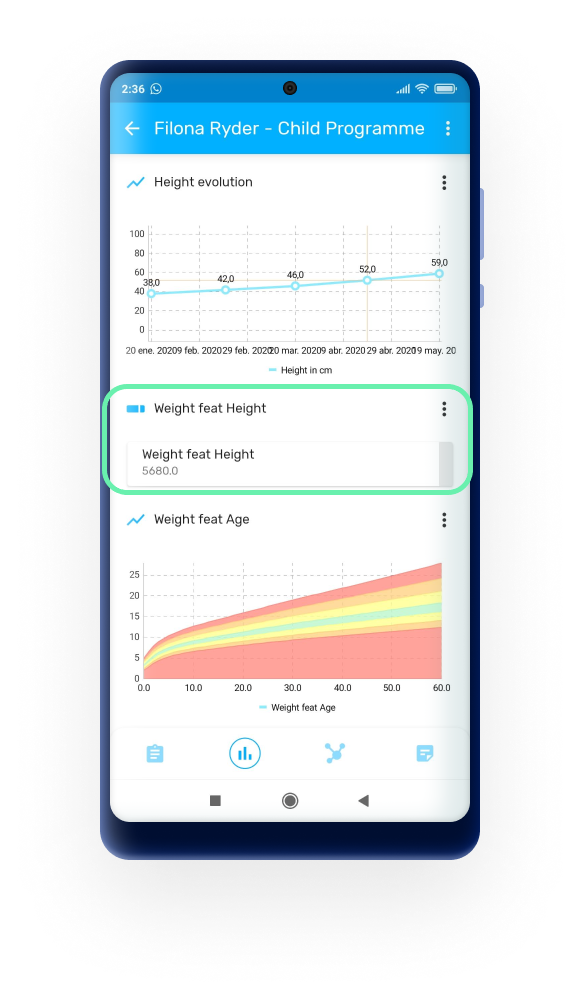 2:36
Filona Ryder - Child Programme
Height evolution
100
80
60
40
20
0
38,0
42,0
46,0
52,0
59,0
20 ene. 2020 9 feb. 2020 29 feb. 2020 20 mar. 2020 9 abr. 2020 29 abr. 2020 19 may. 20
Height in cm
Weight feat Height
Weight feat Height
5680.0
Weight feat Age
25
20
15
10
5
0
0.0 10.0 20.0 30.0 40.0 50.0 60.0
Weight feat Age